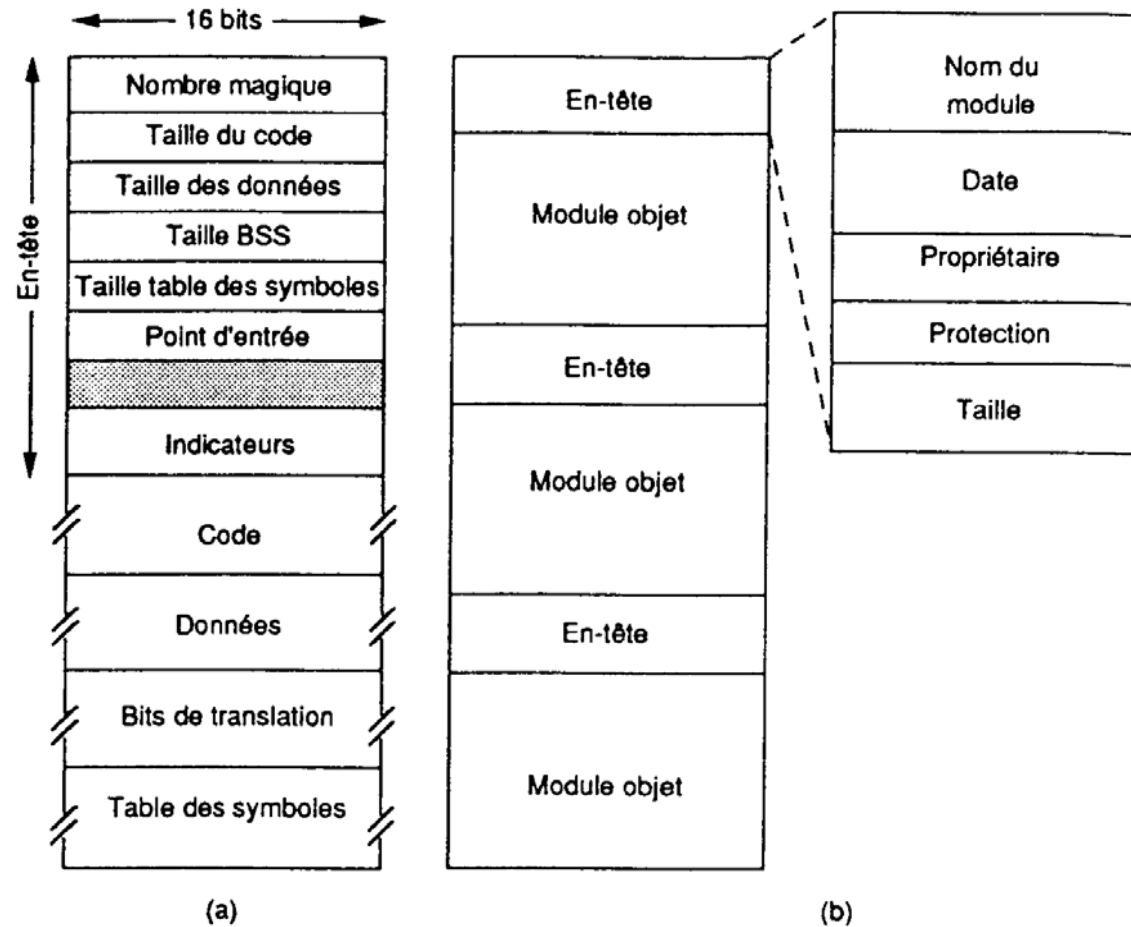 16 bits
En-tête
Nombre magique
Taille du code
Taille des données
Taille BSS
Taille table des symboles
Point d'entrée
Indicateurs
Code
Données
Bits de translation
Table des symboles
(a)
En-tête
Module objet
En-tête
Module objet
En-tête
Module objet
Nom du
module
Date
Propriétaire
Protection
Taille
(b)